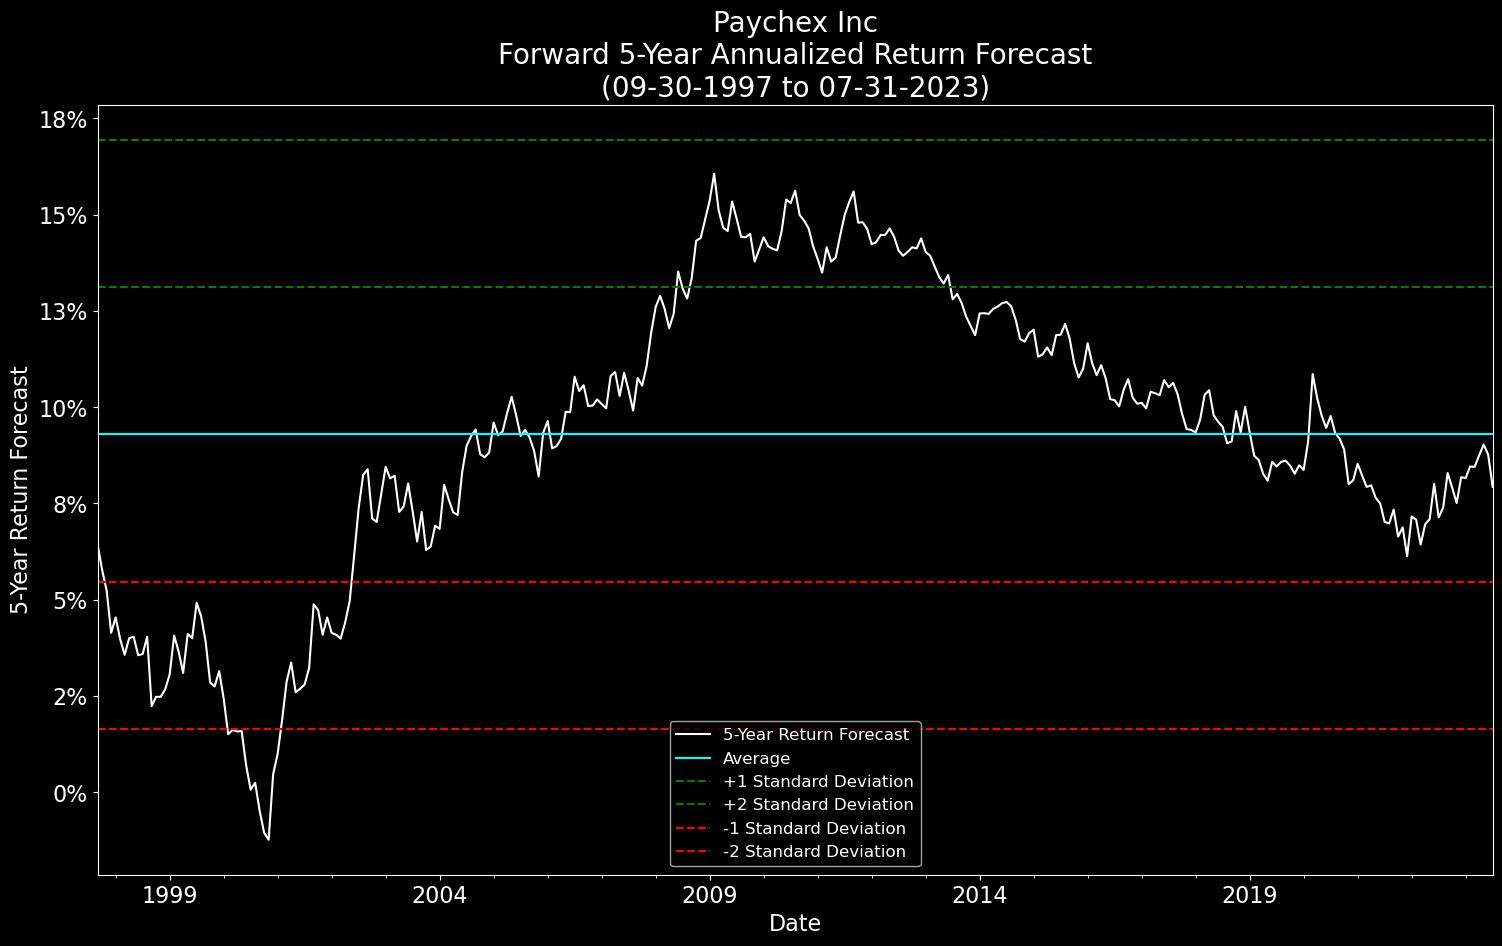 Paychex Inc
Forward 5-Year Annualized Return Forecast
(09-30-1997 to 07-31-2023)
18%
15%
13%
10%
8%
5%
2%
0%
5-Year Return Forecast
5-Year Return Forecast
Average
+1 Standard Deviation
+2 Standard Deviation
-1 Standard Deviation
-2 Standard Deviation
1999
2004
2009
2014
2019
Date